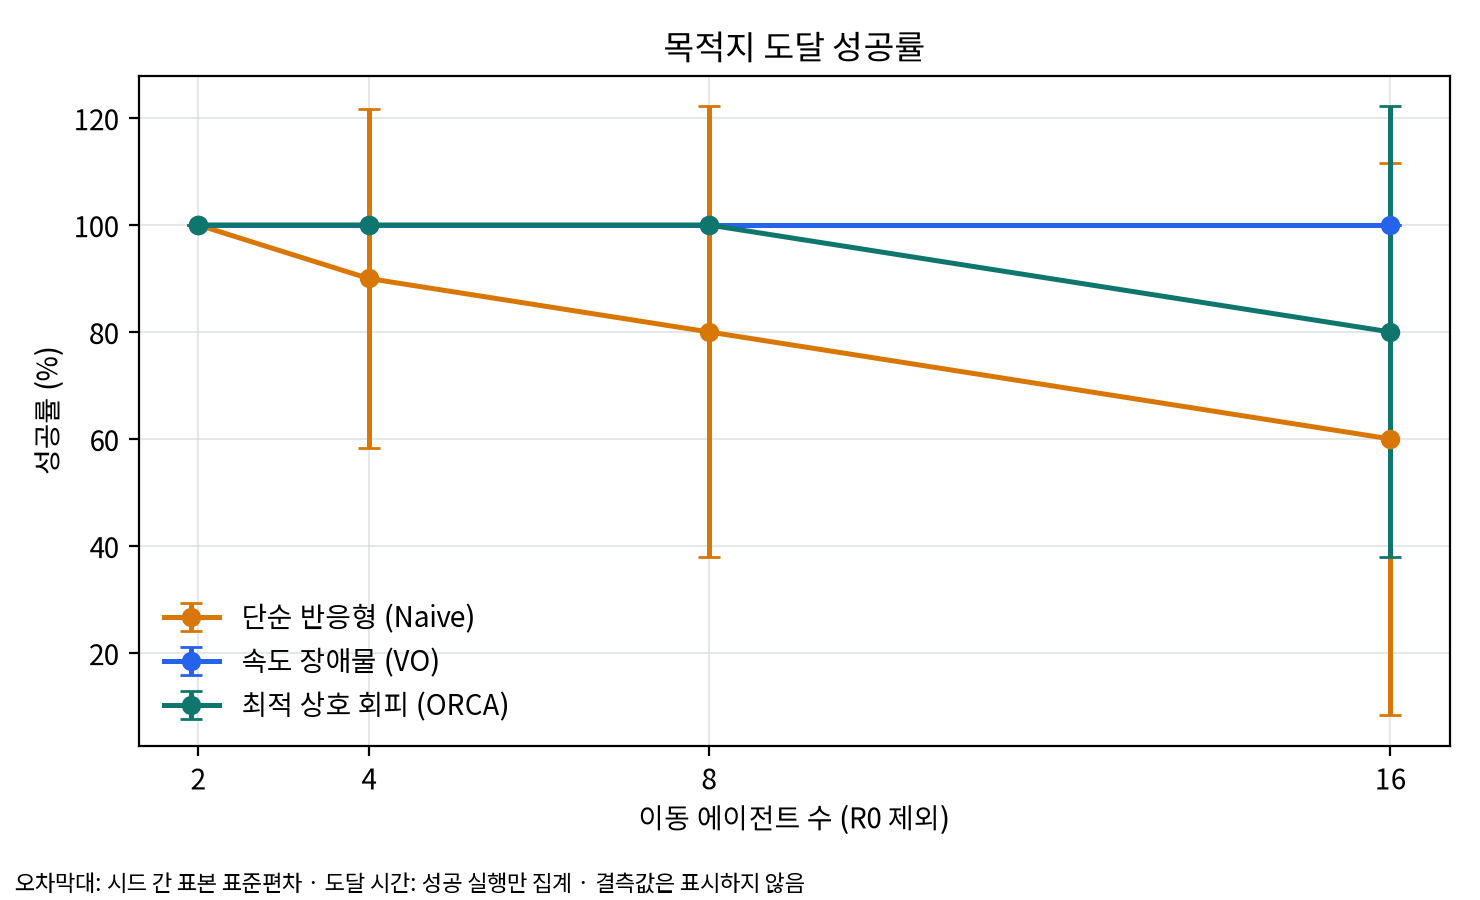 목적지 도달 성공률
120
100
80
60
40
20
성공률 (%)
단순 반응형 (Naive)
속도 장애물 (VO)
최적 상호 회피 (ORCA)
2 4 8 16
이동 에이전트 수 (R0 제외)
오차막대: 시드 간 표본 표준편차 · 도달 시간: 성공 실행만 집계 · 결측값은 표시하지 않음